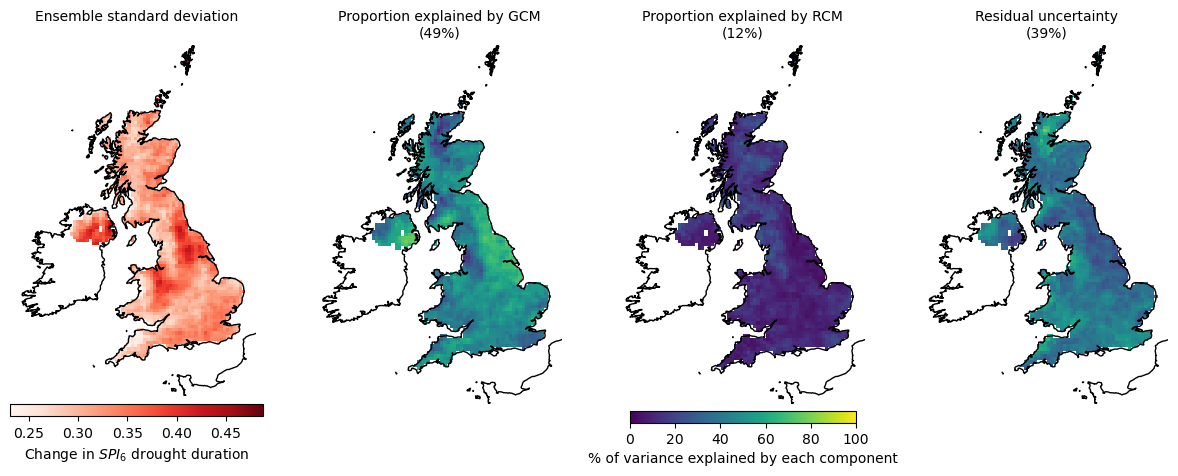 Ensemble standard deviation
Proportion explained by GCM
(49%)
Proportion explained by RCM
(12%)
Residual uncertainty
(39%)
0.25 0.30 0.35 0.40 0.45
Change in SPI₆ drought duration
0 20 40 60 80 100
% of variance explained by each component